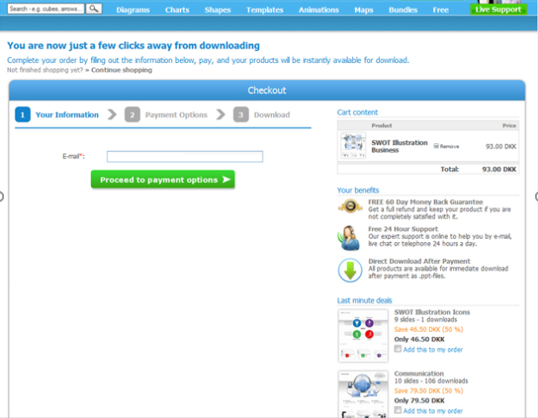 Search - e.g. cubes, arrows...
Diagrams Charts Shapes Templates Animations Maps Bundles Free Live Support
You are now just a few clicks away from downloading
Complete your order by filing out the information below, pay, and your products will be instantly available for download.
Not finished shopping yet? » Continue shopping
Checkout
1 Your Information 2 Payment Options 3 Download
E-mail*:
Proceed to payment options
Cart content
Product Price
SWOT Illustration Business Remove 93.00 DKK
Total: 93.00 DKK
Your benefits
FREE 60 Day Money Back Guarantee
Get a full refund and keep your product if you are
not completely satisfied with it.
Free 24 Hour Support
Our expert support is online to help you by e-mail,
live chat or telephone 24 hours a day.
Direct Download After Payment
All products are available for immediate download
after payment as .ppt-files.
Last minute deals
SWOT Illustration Icons
9 slides - 1 downloads
Save 46.50 DKK (50 %)
Only 46.50 DKK
Add this to my order
Communication
10 slides - 106 downloads
Save 79.50 DKK (50 %)
Only 79.50 DKK
Add this to my order